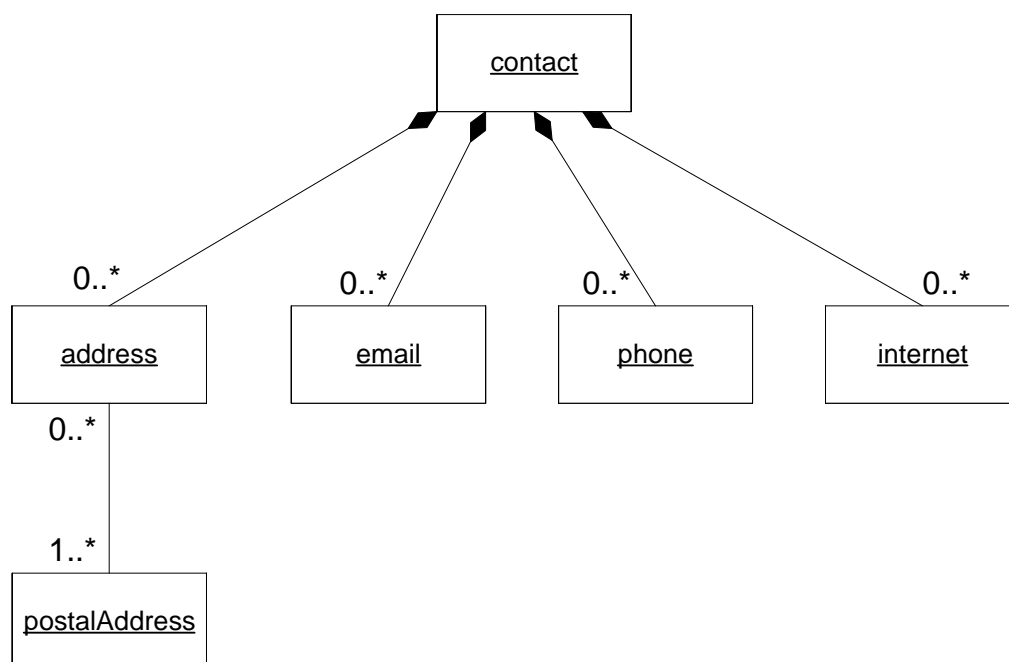 contact
0..*
0..*
0..*
0..*
address
email
phone
internet
0..*
1..*
postalAddress